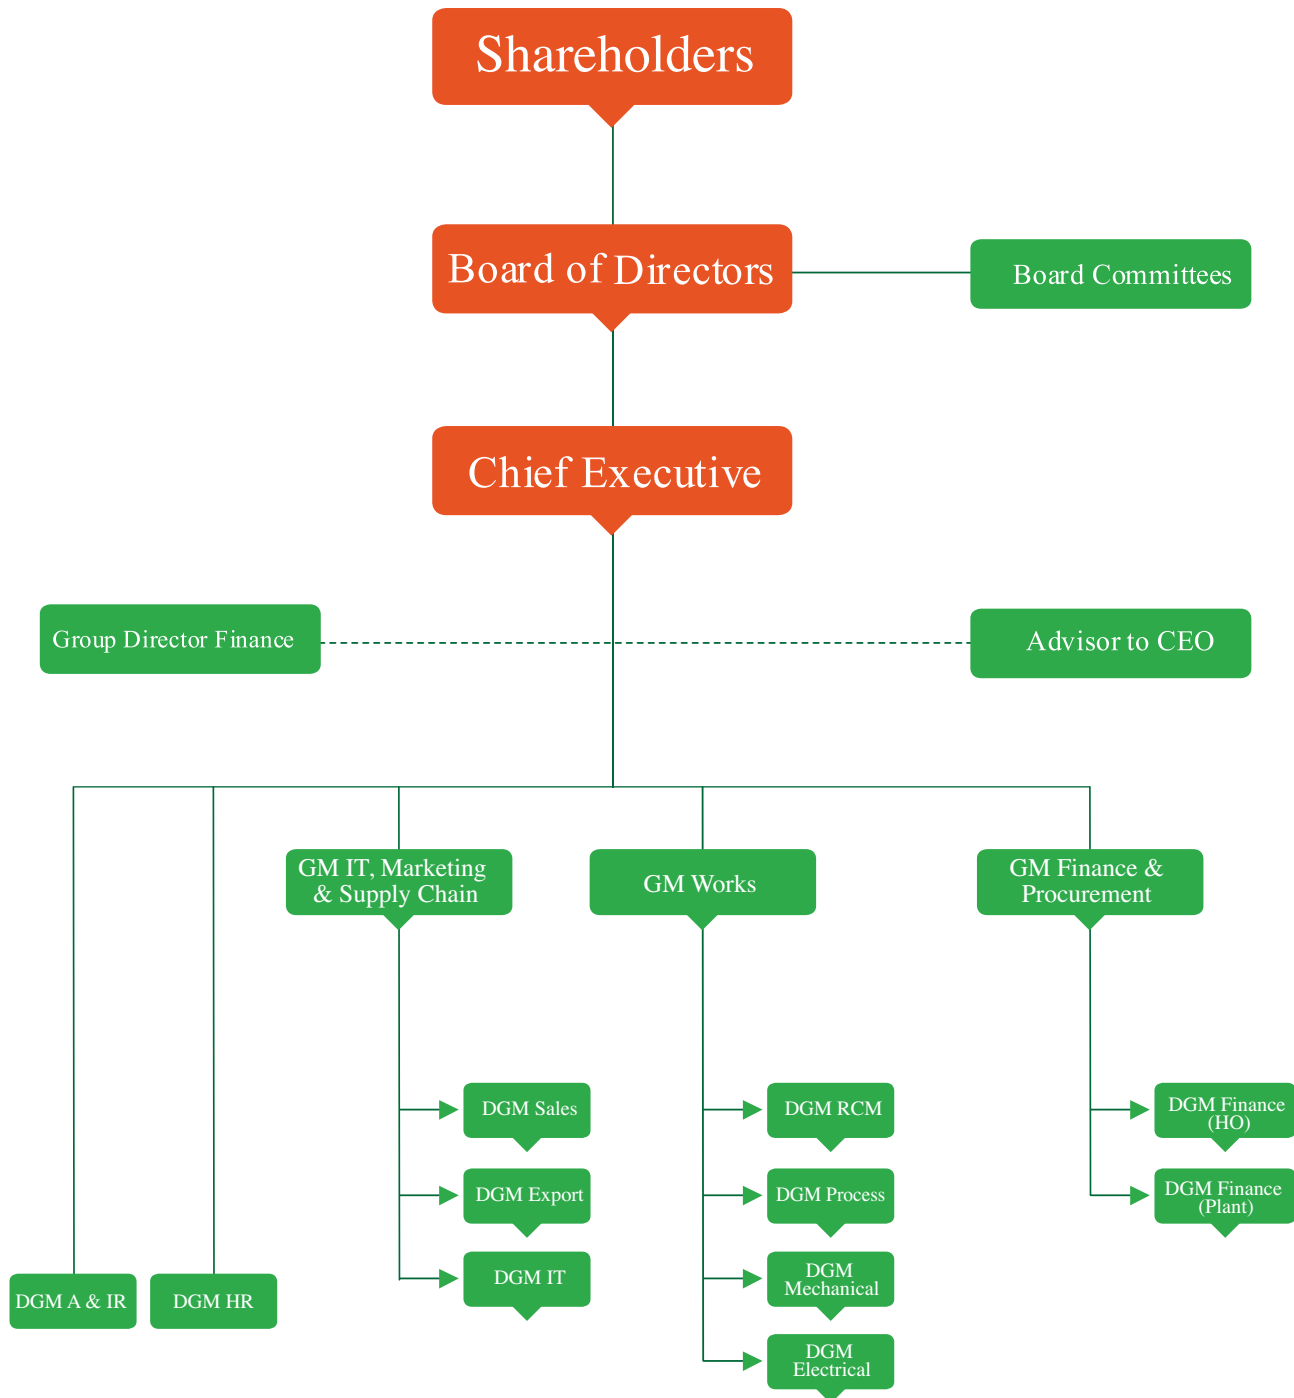 Shareholders
Board of Directors
Board Committees
Chief Executive
Group Director Finance
Advisor to CEO
GM IT, Marketing
& Supply Chain
GM Works
GM Finance &
Procurement
DGM Sales
DGM Export
DGM IT
DGM RCM
DGM Process
DGM
Mechanical
DGM
Electrical
DGM Finance
(HO)
DGM Finance
(Plant)
DGM A & IR
DGM HR